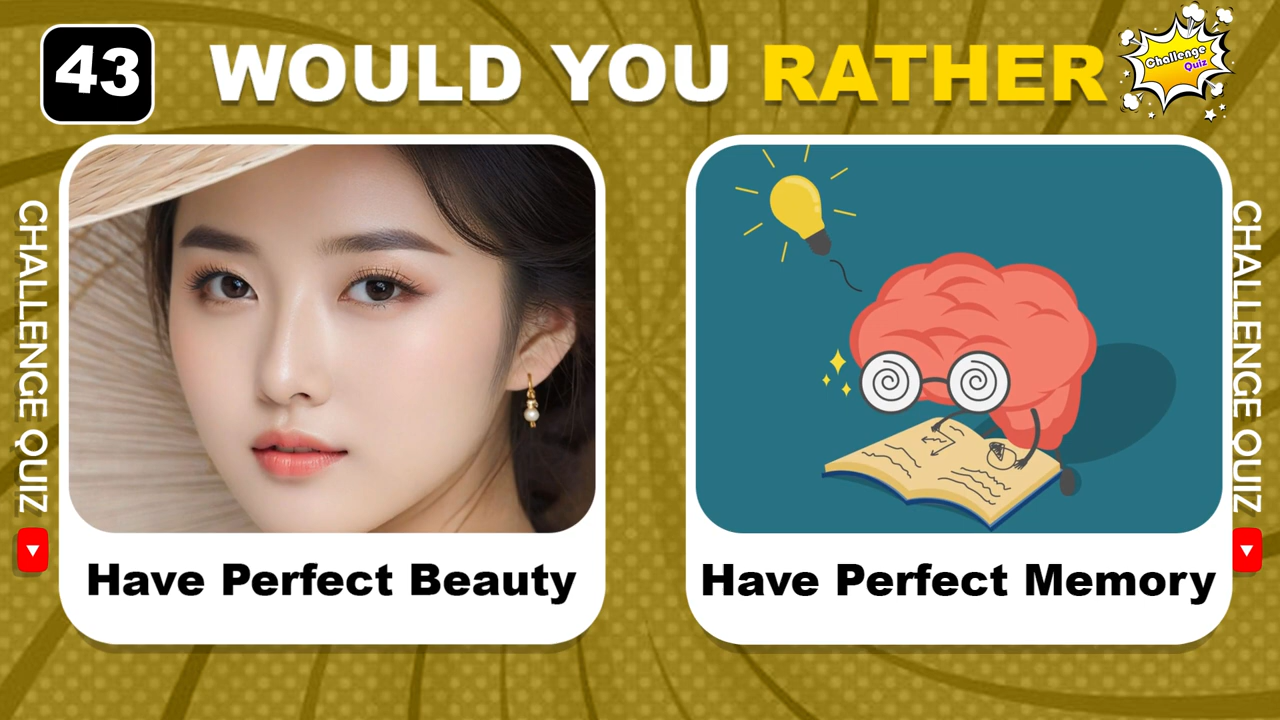 43
WOULD YOU RATHER
Challenge
Quiz
CHALLENGE QUIZ
CHALLENGE QUIZ
Have Perfect Beauty
Have Perfect Memory